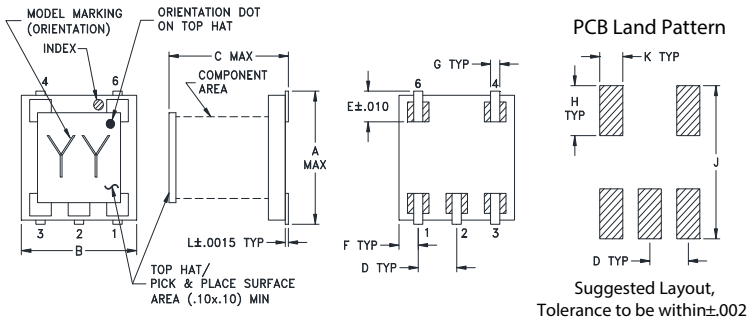 MODEL MARKING
(ORIENTATION)
INDEX
ORIENTATION DOT
ON TOP HAT
4
6
YY
3
2
1
B
C MAX
COMPONENT
AREA
A
MAX
L±.0015 TYP
TOP HAT/
PICK & PLACE SURFACE
AREA (.10x.10) MIN
G TYP
6
4
E±.010
1
2
3
F TYP
D TYP
PCB Land Pattern
K TYP
H
TYP
J
D TYP
Suggested Layout,
Tolerance to be within±.002